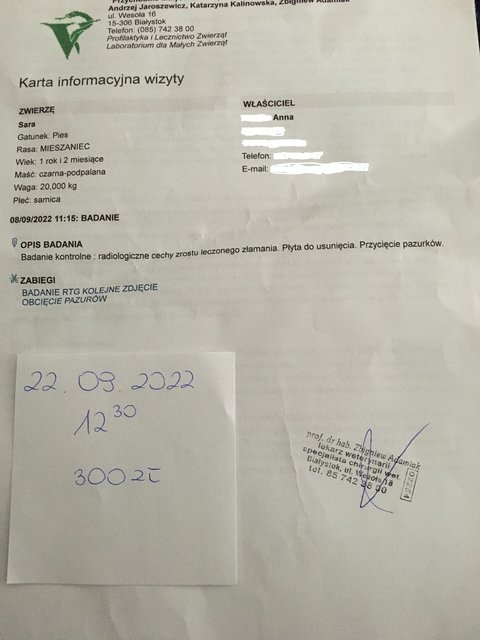 Andrzej Jaroszewicz, Katarzyna Kalinowska, Zbigniew Adamiak
ul. Wesoła 16
15-306 Białystok
Telefon: (085) 742 38 00
Profilaktyka i Lecznictwo Zwierząt
Laboratorium dla Małych Zwierząt
Karta informacyjna wizyty
ZWIERZĘ
Sara
Gatunek: Pies
Rasa: MIESZANIEC
Wiek: 1 rok i 2 miesiące
Maść: czarna-podpalana
Waga: 20,000 kg
Płeć: samica
WŁAŚCICIEL
Anna
Telefon:
E-mail:
08/09/2022 11:15: BADANIE
OPIS BADANIA
Badanie kontrolne : radiologiczne cechy zrostu leczonego złamania. Płyta do usunięcia. Przycięcie pazurków.
ZABIEGI
BADANIE RTG KOLEJNE ZDJĘCIE
OBCIĘCIE PAZURÓW
22.09.2022
12 30
300 zł
prof. dr hab. Zbigniew Adamiak
lekarz weterynarii
specjalista chirurgii wet.
Białystok, ul. Wesoła 16
tel. 85 742 38 00